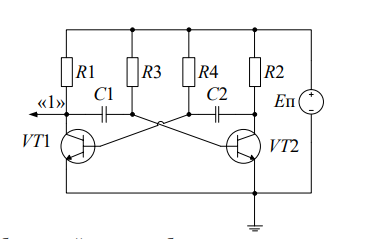 R1 R3 R4 R2
C1 C2 Eп
«1»
VT1 VT2